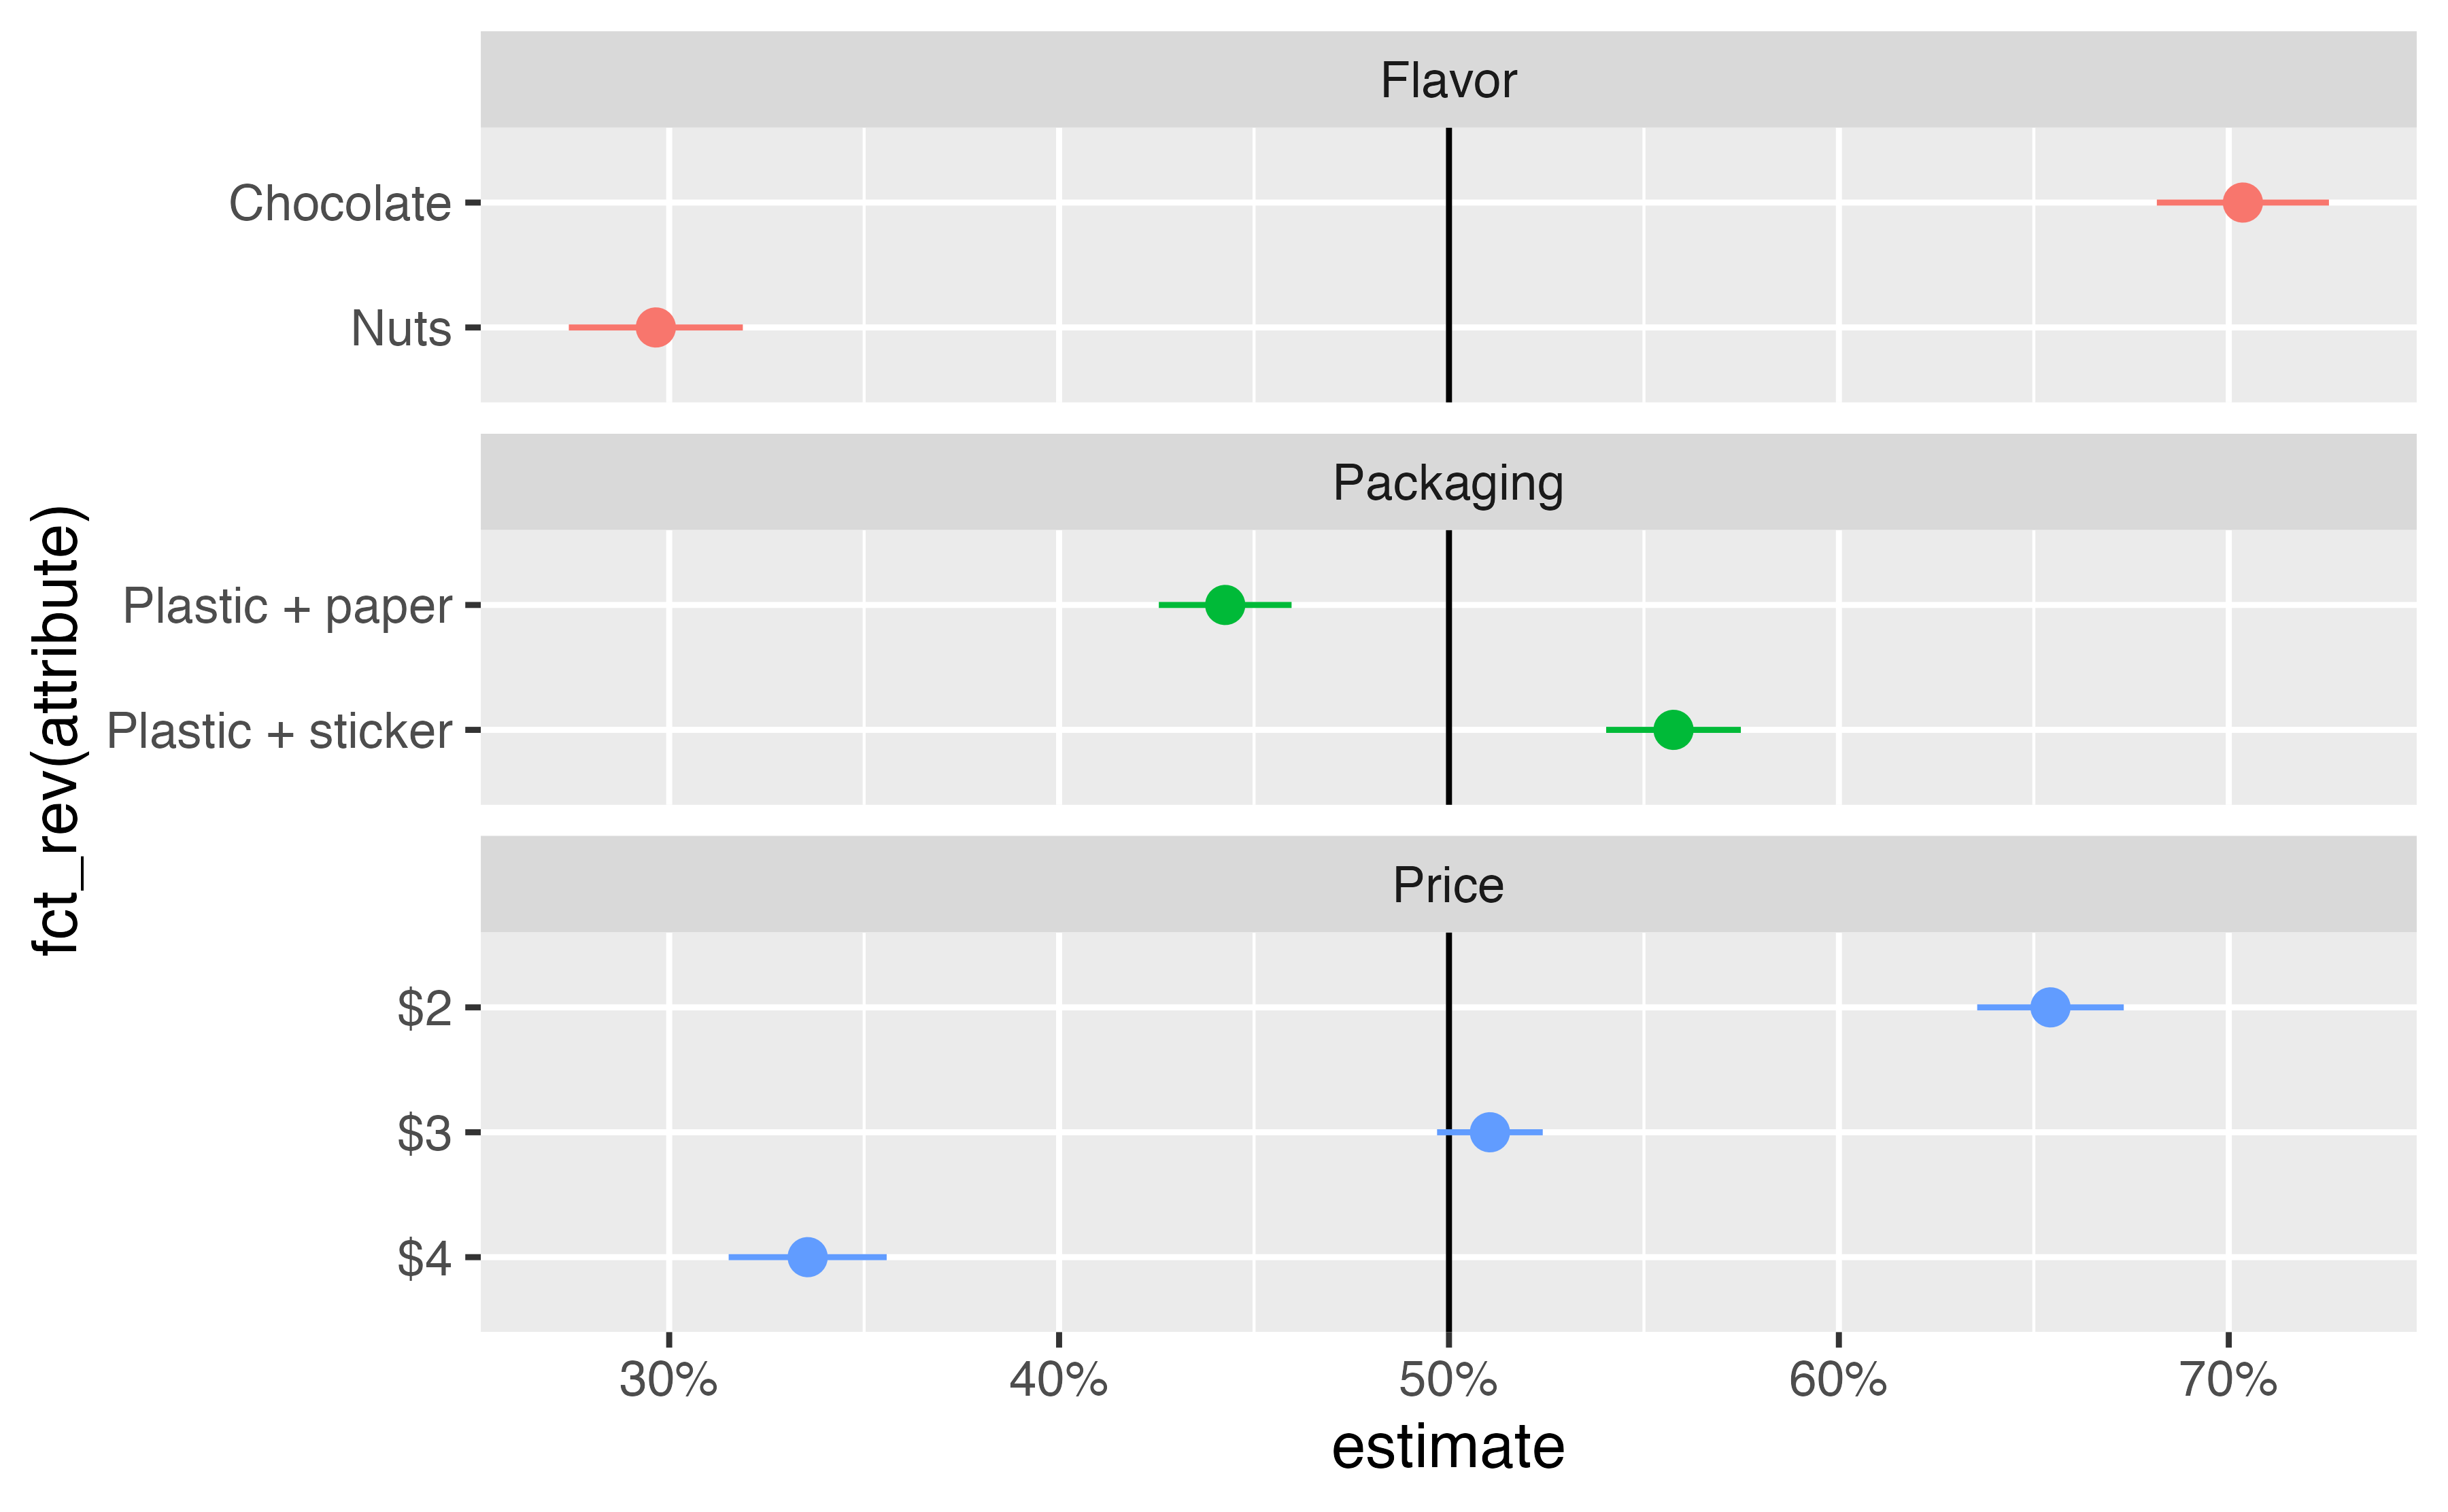 Flavor
Chocolate
Nuts
Packaging
Plastic + paper
Plastic + sticker
Price
$2
$3
$4
30% 40% 50% 60% 70%
estimate
fct_rev(attribute)